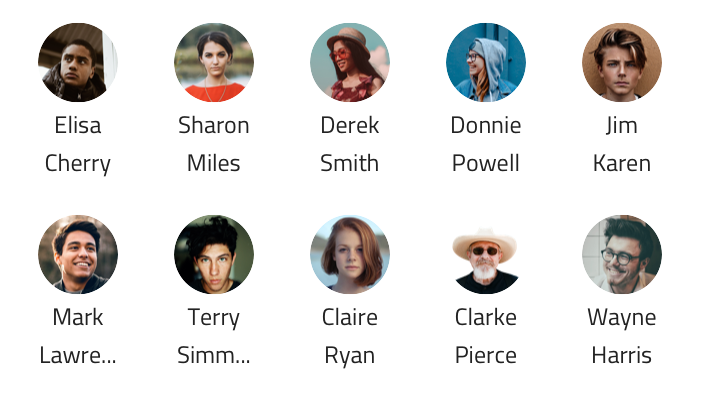 Elisa
Cherry
Sharon
Miles
Derek
Smith
Donnie
Powell
Jim
Karen
Mark
Lawre...
Terry
Simm...
Claire
Ryan
Clarke
Pierce
Wayne
Harris